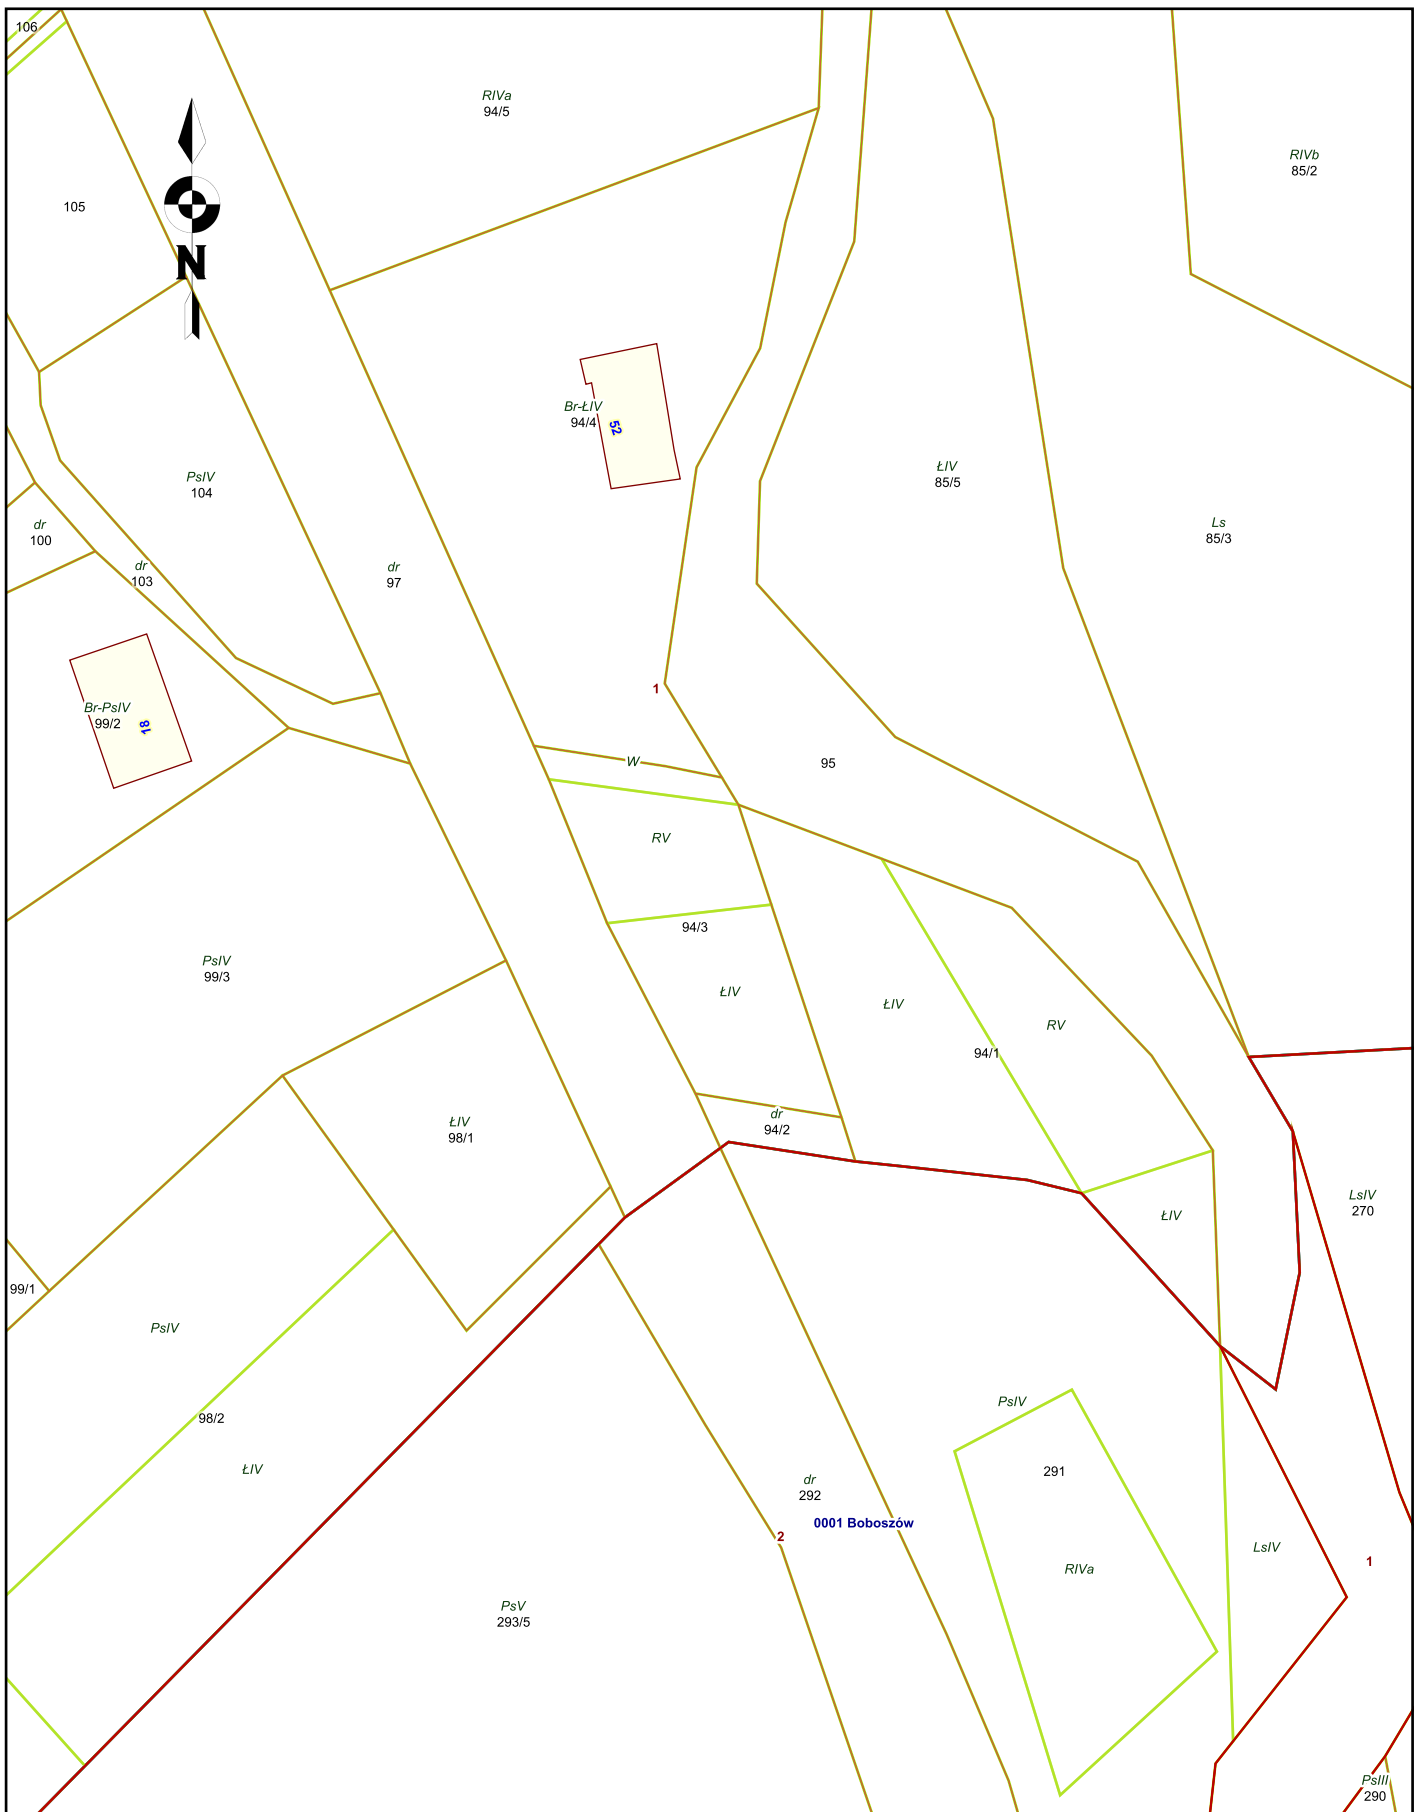 106
RIVa
94/5
RIVb
85/2
105
N
Br-ŁIV
94/4
52
ŁIV
85/5
PsIV
104
Ls
85/3
dr
100
dr
103
dr
97
1
Br-PsIV
99/2
18
W
95
RV
94/3
PsIV
99/3
ŁIV
ŁIV
RV
94/1
dr
94/2
ŁIV
98/1
LsIV
270
ŁIV
99/1
PsIV
98/2
ŁIV
PsIV
291
dr
292
0001 Boboszów
2
LsIV
1
RIVa
PsV
293/5
PsIII
290